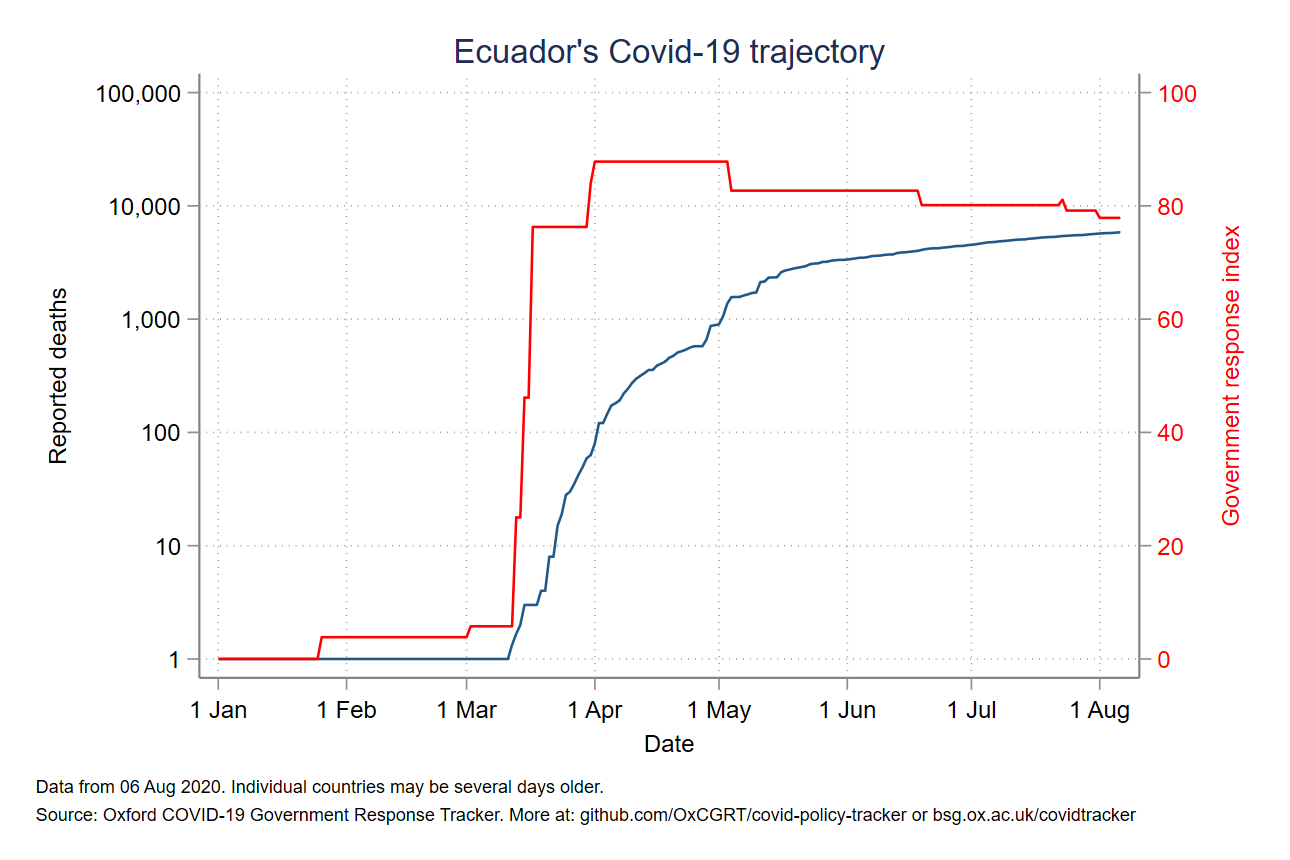 Ecuador's Covid-19 trajectory
100,000
10,000
1,000
100
10
1
Reported deaths
100
80
60
40
20
0
Government response index
1 Jan
1 Feb
1 Mar
1 Apr
1 May
1 Jun
1 Jul
1 Aug
Date
Data from 06 Aug 2020. Individual countries may be several days older.
Source: Oxford COVID-19 Government Response Tracker. More at: github.com/OxCGRT/covid-policy-tracker or bsg.ox.ac.uk/covidtracker